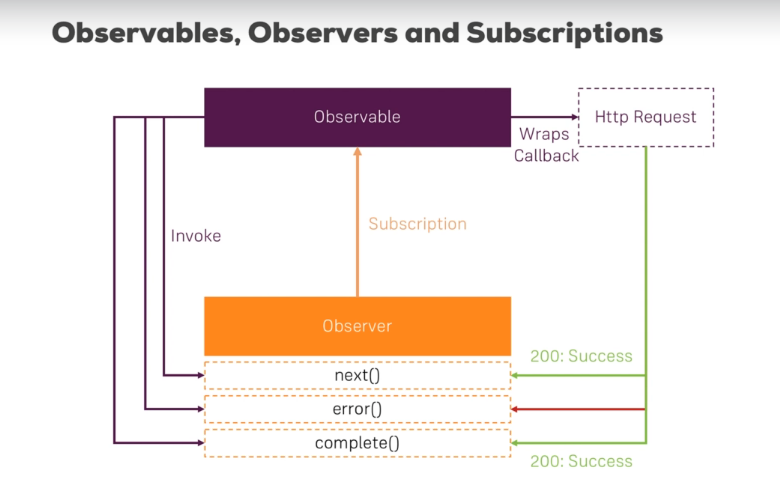 Observables, Observers and Subscriptions
Observable
Http Request
Wraps
Callback
Subscription
Invoke
Observer
200: Success
next()
error()
complete()
200: Success